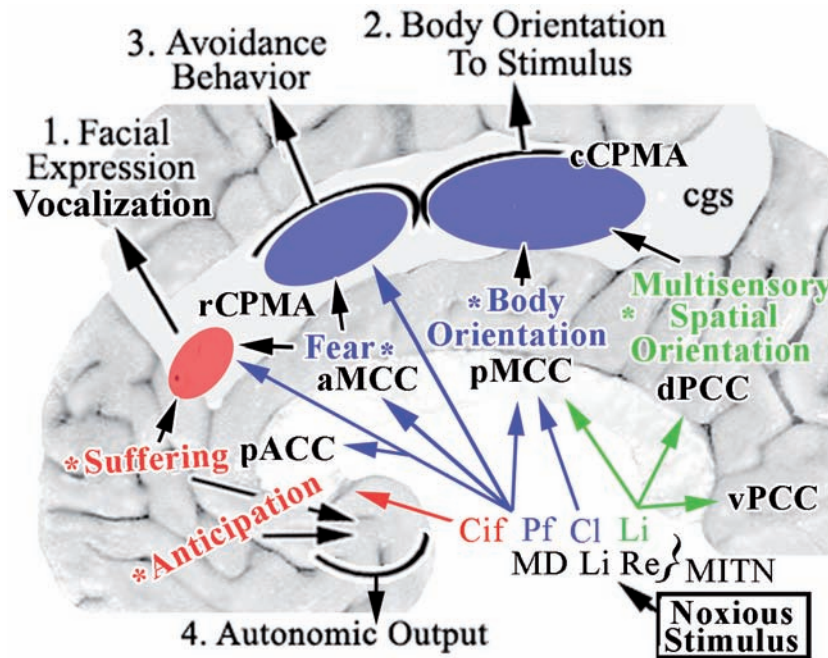 3. Avoidance
Behavior
2. Body Orientation
To Stimulus
1. Facial
Expression
Vocalization
cCPMA
cgs
rCPMA
*Body
Orientation
pMCC
Multisensory
* Spatial
Orientation
dPCC
Fear*
aMCC
*Suffering
pACC
*Anticipation
vPCC
Cif Pf Cl Li
MD Li Re} MITN
Noxious
Stimulus
4. Autonomic Output